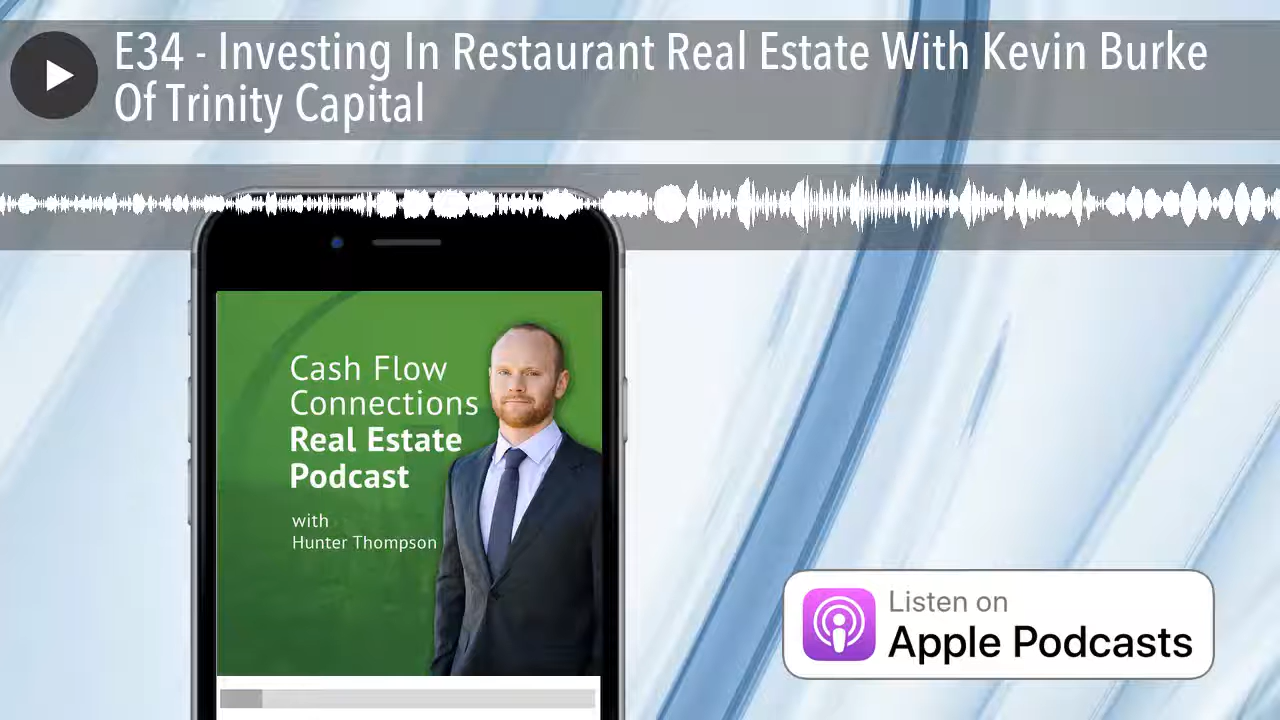 E34 - Investing In Restaurant Real Estate With Kevin Burke
Of Trinity Capital
Cash Flow
Connections
Real Estate
Podcast
with
Hunter Thompson
Listen on
Apple Podcasts